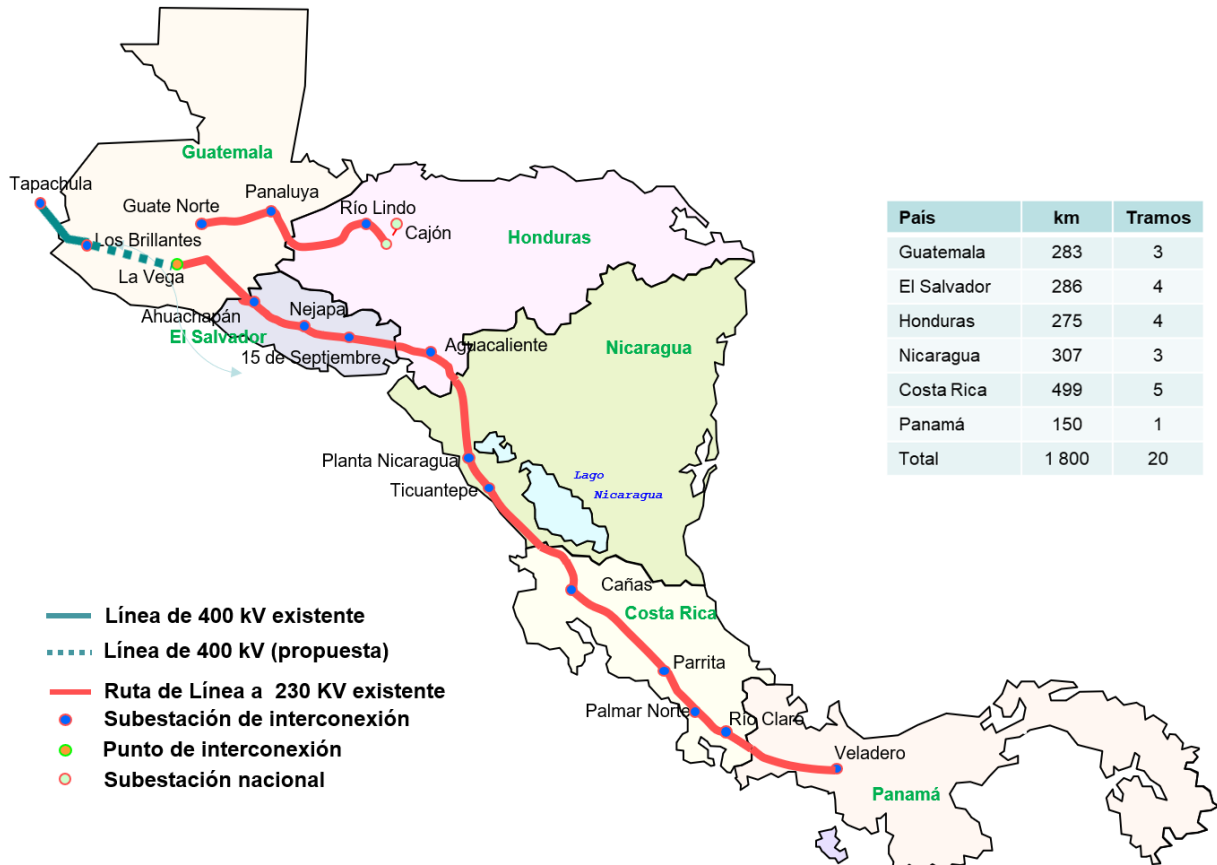 Guatemala
Tapachula
Panaluya
Guate Norte
Río Lindo
Cajón
Los Brillantes
Honduras
La Vega
Ahuachapán
Nejapa
El Salvador
15 de Septiembre
Aguacaliente
Nicaragua
Planta Nicaragua
Ticuantepe
Lago
Nicaragua
Cañas
Costa Rica
Parrita
Palmar Norte
Río Claro
Veladero
Panamá
País km Tramos
Guatemala 283 3
El Salvador 286 4
Honduras 275 4
Nicaragua 307 3
Costa Rica 499 5
Panamá 150 1
Total 1 800 20
Línea de 400 kV existente
Línea de 400 kV (propuesta)
Ruta de Línea a 230 KV existente
Subestación de interconexión
Punto de interconexión
Subestación nacional